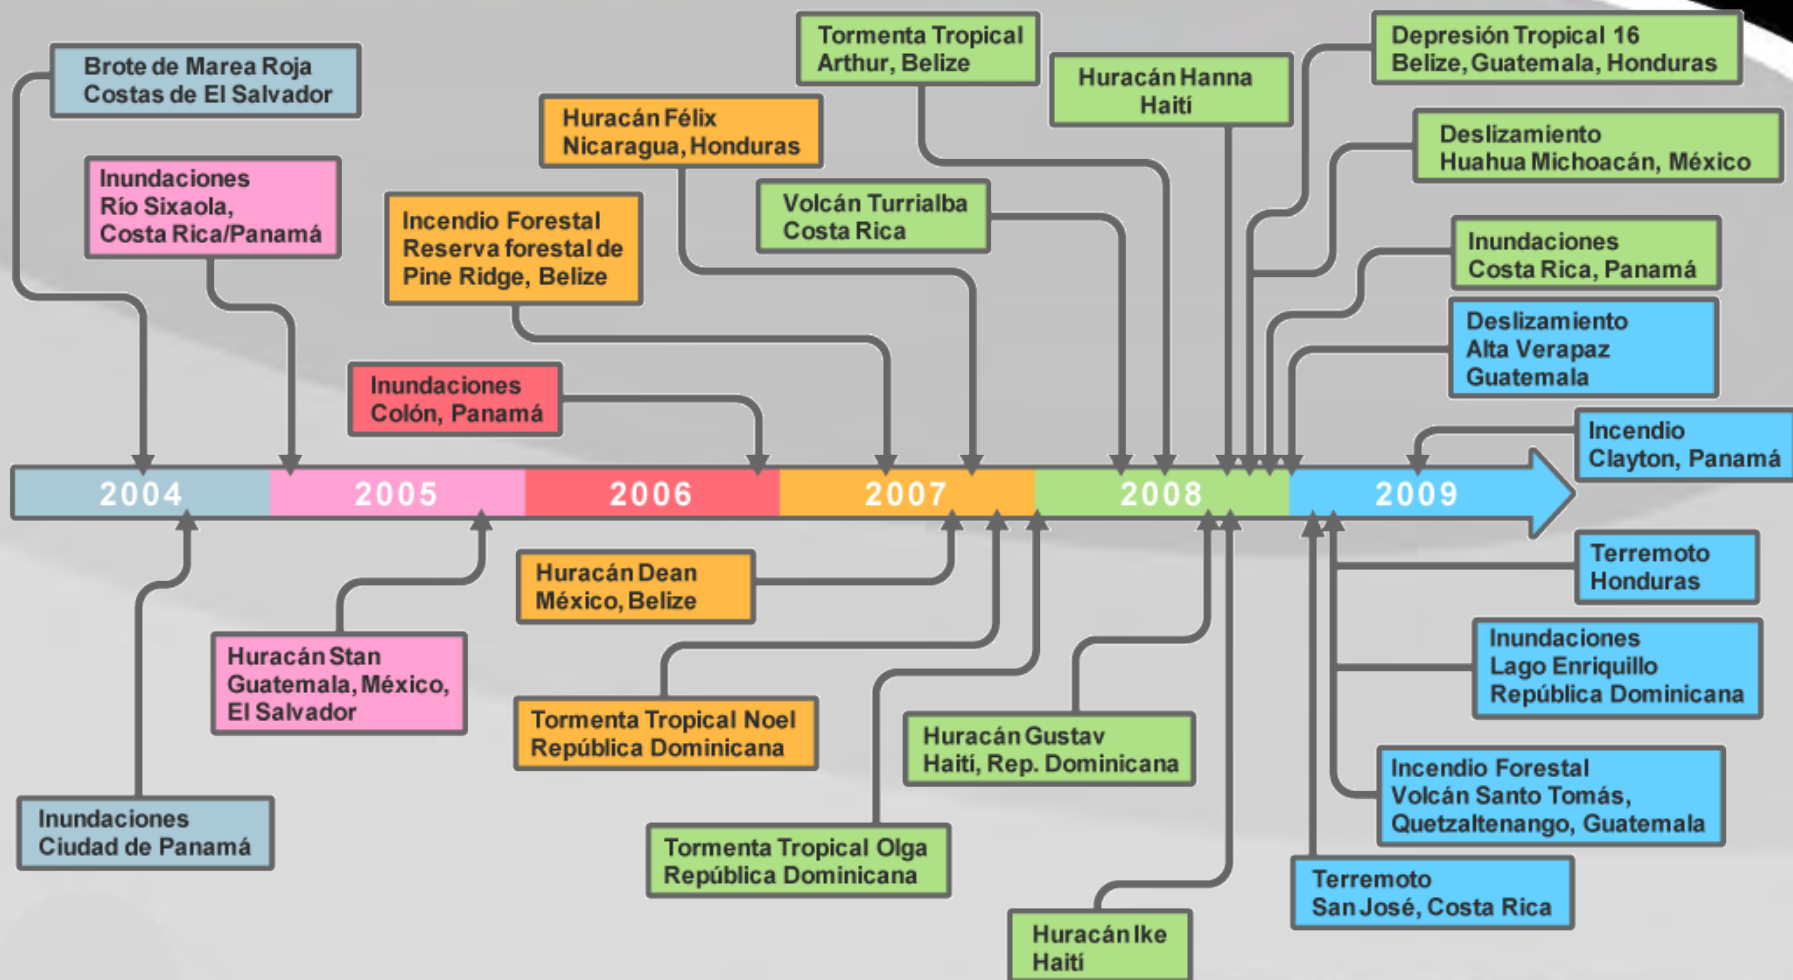 Brote de Marea Roja
Costas de El Salvador
Inundaciones
Río Sixaola,
Costa Rica/Panamá
Inundaciones
Colón, Panamá
Incendio Forestal
Reserva forestal de
Pine Ridge, Belize
Huracán Félix
Nicaragua, Honduras
Volcán Turrialba
Costa Rica
Tormenta Tropical
Arthur, Belize
Huracán Hanna
Haití
Depresión Tropical 16
Belize, Guatemala, Honduras
Deslizamiento
Huahua Michoacán, México
Inundaciones
Costa Rica, Panamá
Deslizamiento
Alta Verapaz
Guatemala
Incendio
Clayton, Panamá
2004
2005
2006
2007
2008
2009
Inundaciones
Ciudad de Panamá
Huracán Stan
Guatemala, México,
El Salvador
Huracán Dean
México, Belize
Tormenta Tropical Noel
República Dominicana
Tormenta Tropical Olga
República Dominicana
Huracán Gustav
Haití, Rep. Dominicana
Huracán Ike
Haití
Terremoto
Honduras
Inundaciones
Lago Enriquillo
República Dominicana
Incendio Forestal
Volcán Santo Tomás,
Quetzaltenango, Guatemala
Terremoto
San José, Costa Rica